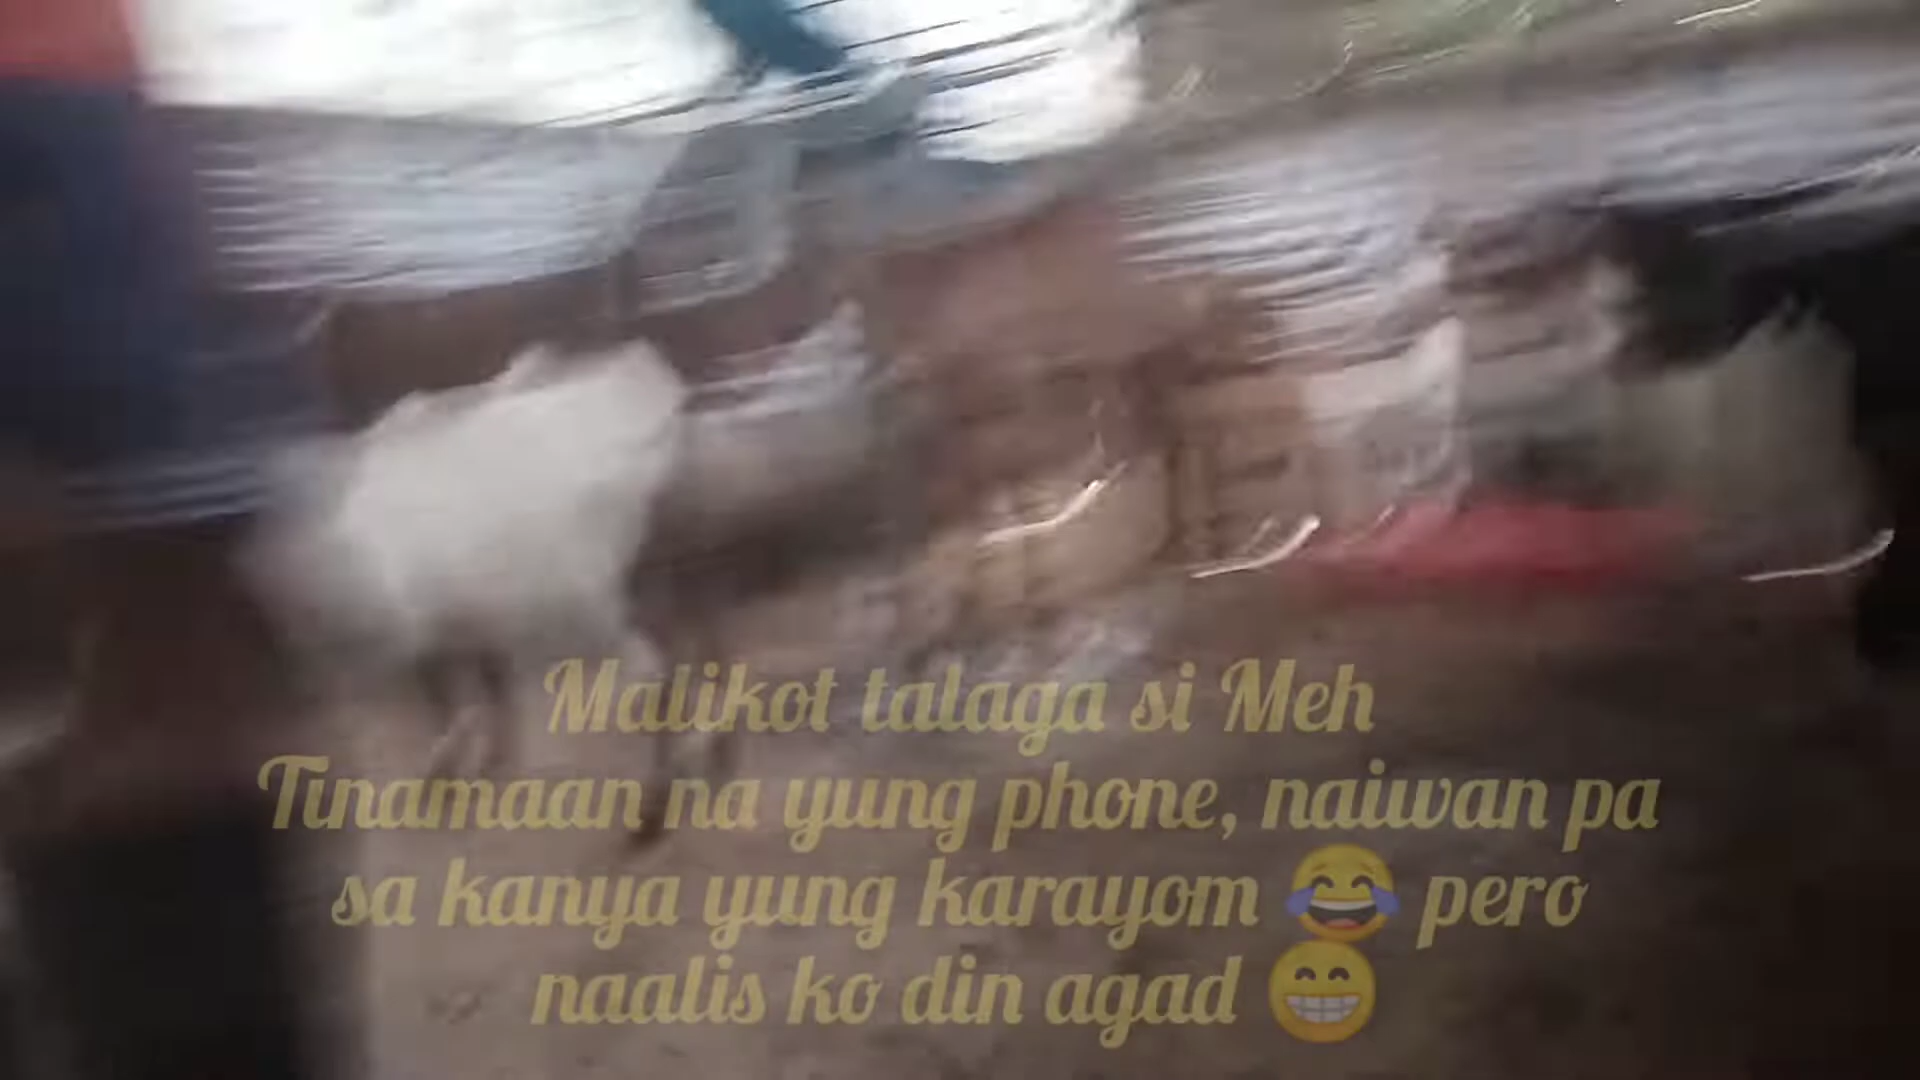 Malikot talaga si Meh
Tinamaan na yung phone, naiwan pa
sa kanya yung karayom 😂 pero
naalis ko din agad 😁